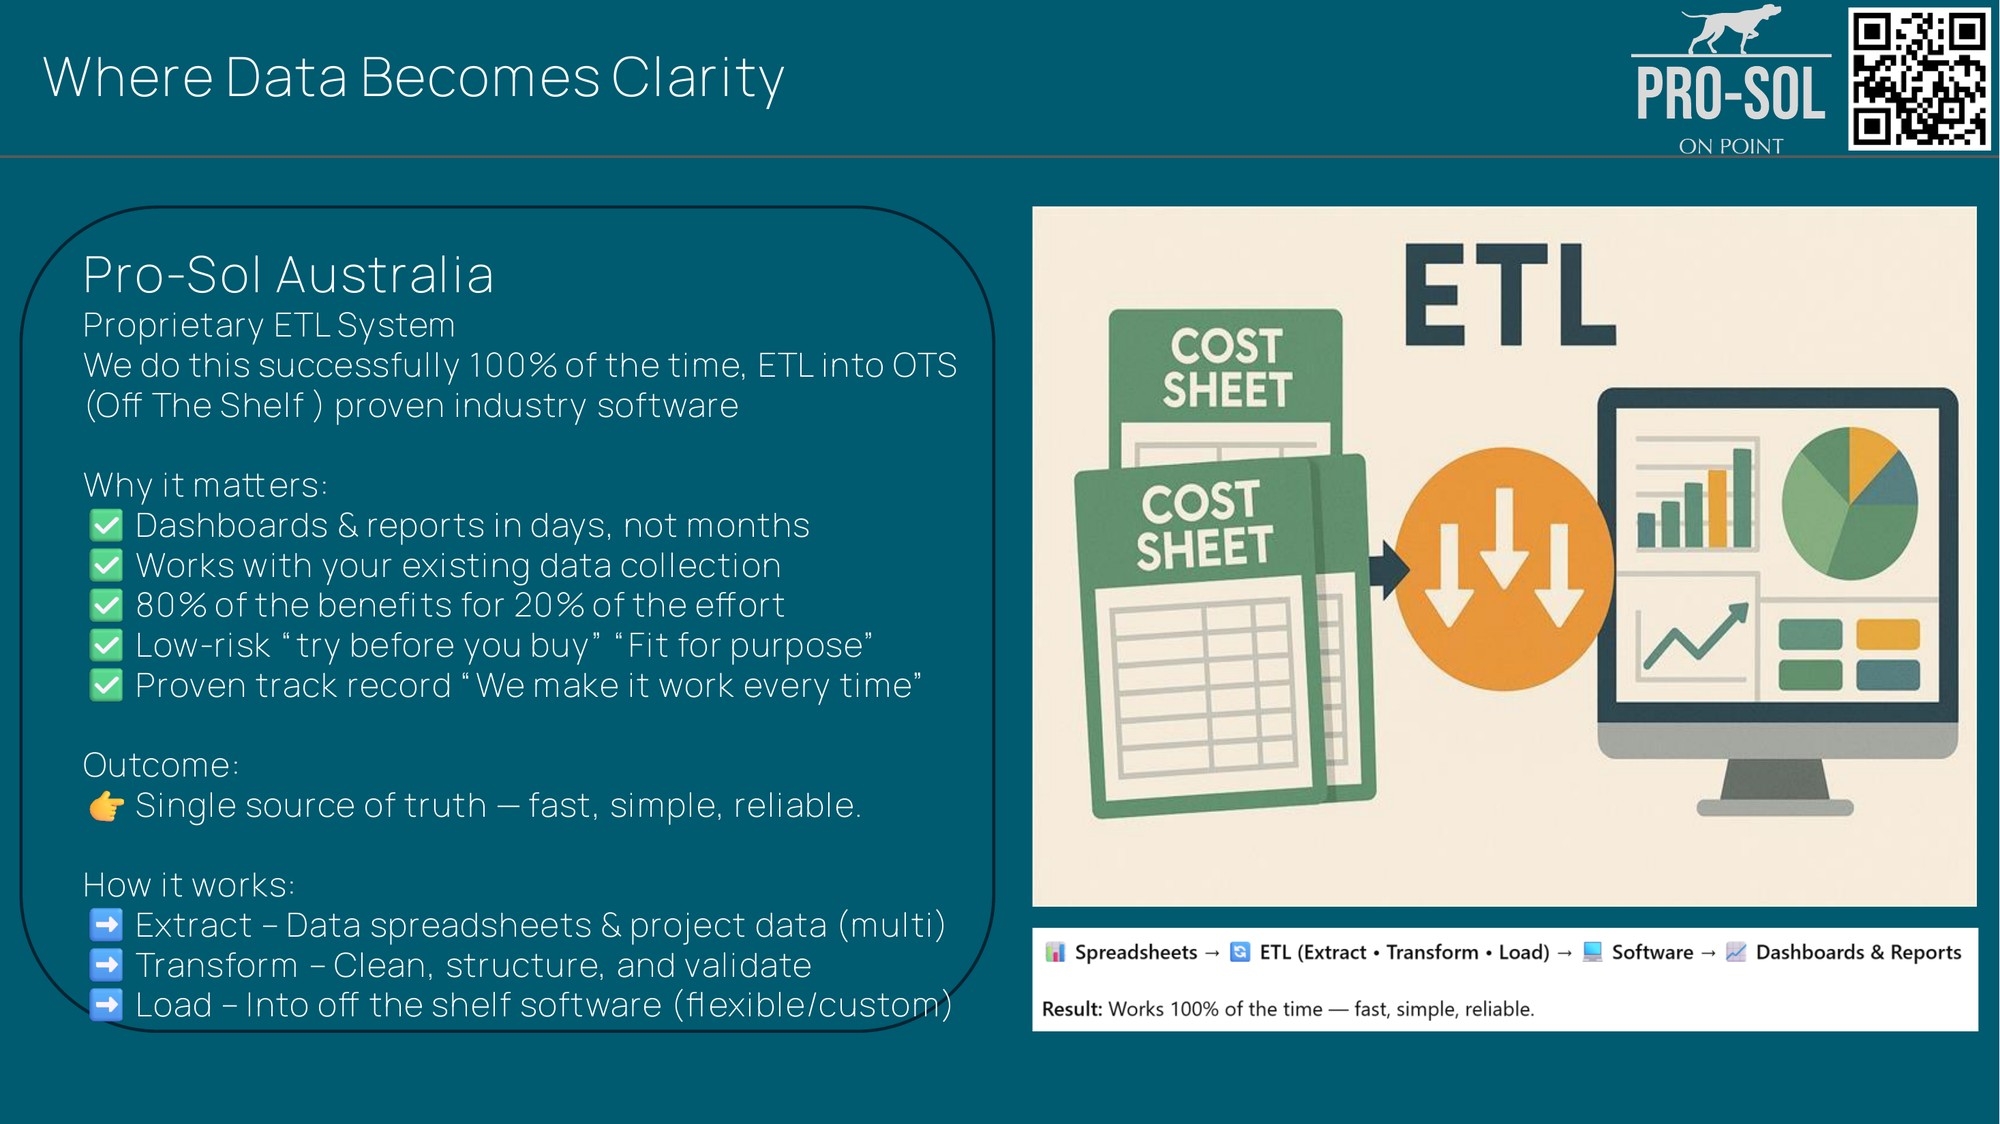 Where Data Becomes Clarity
PRO-SOL
ON POINT
Pro-Sol Australia
Proprietary ETL System
We do this successfully 100% of the time, ETL into OTS
(Off The Shelf ) proven industry software
Why it matters:
✅ Dashboards & reports in days, not months
✅ Works with your existing data collection
✅ 80% of the benefits for 20% of the effort
✅ Low-risk “try before you buy” “Fit for purpose”
✅ Proven track record “We make it work every time”
Outcome:
👉 Single source of truth — fast, simple, reliable.
How it works:
➡️ Extract – Data spreadsheets & project data (multi)
➡️ Transform – Clean, structure, and validate
➡️ Load – Into off the shelf software (flexible/custom)
ETL
COST
SHEET
COST
SHEET
📊 Spreadsheets → 🔄 ETL (Extract • Transform • Load) → 💻 Software → 📈 Dashboards & Reports
Result: Works 100% of the time — fast, simple, reliable.